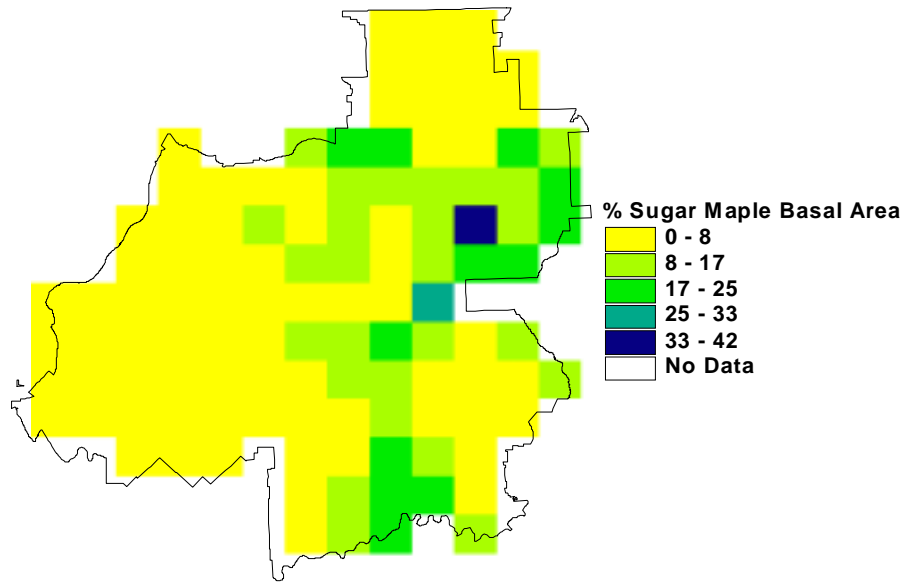 % Sugar Maple Basal Area
0 - 8
8 - 17
17 - 25
25 - 33
33 - 42
No Data